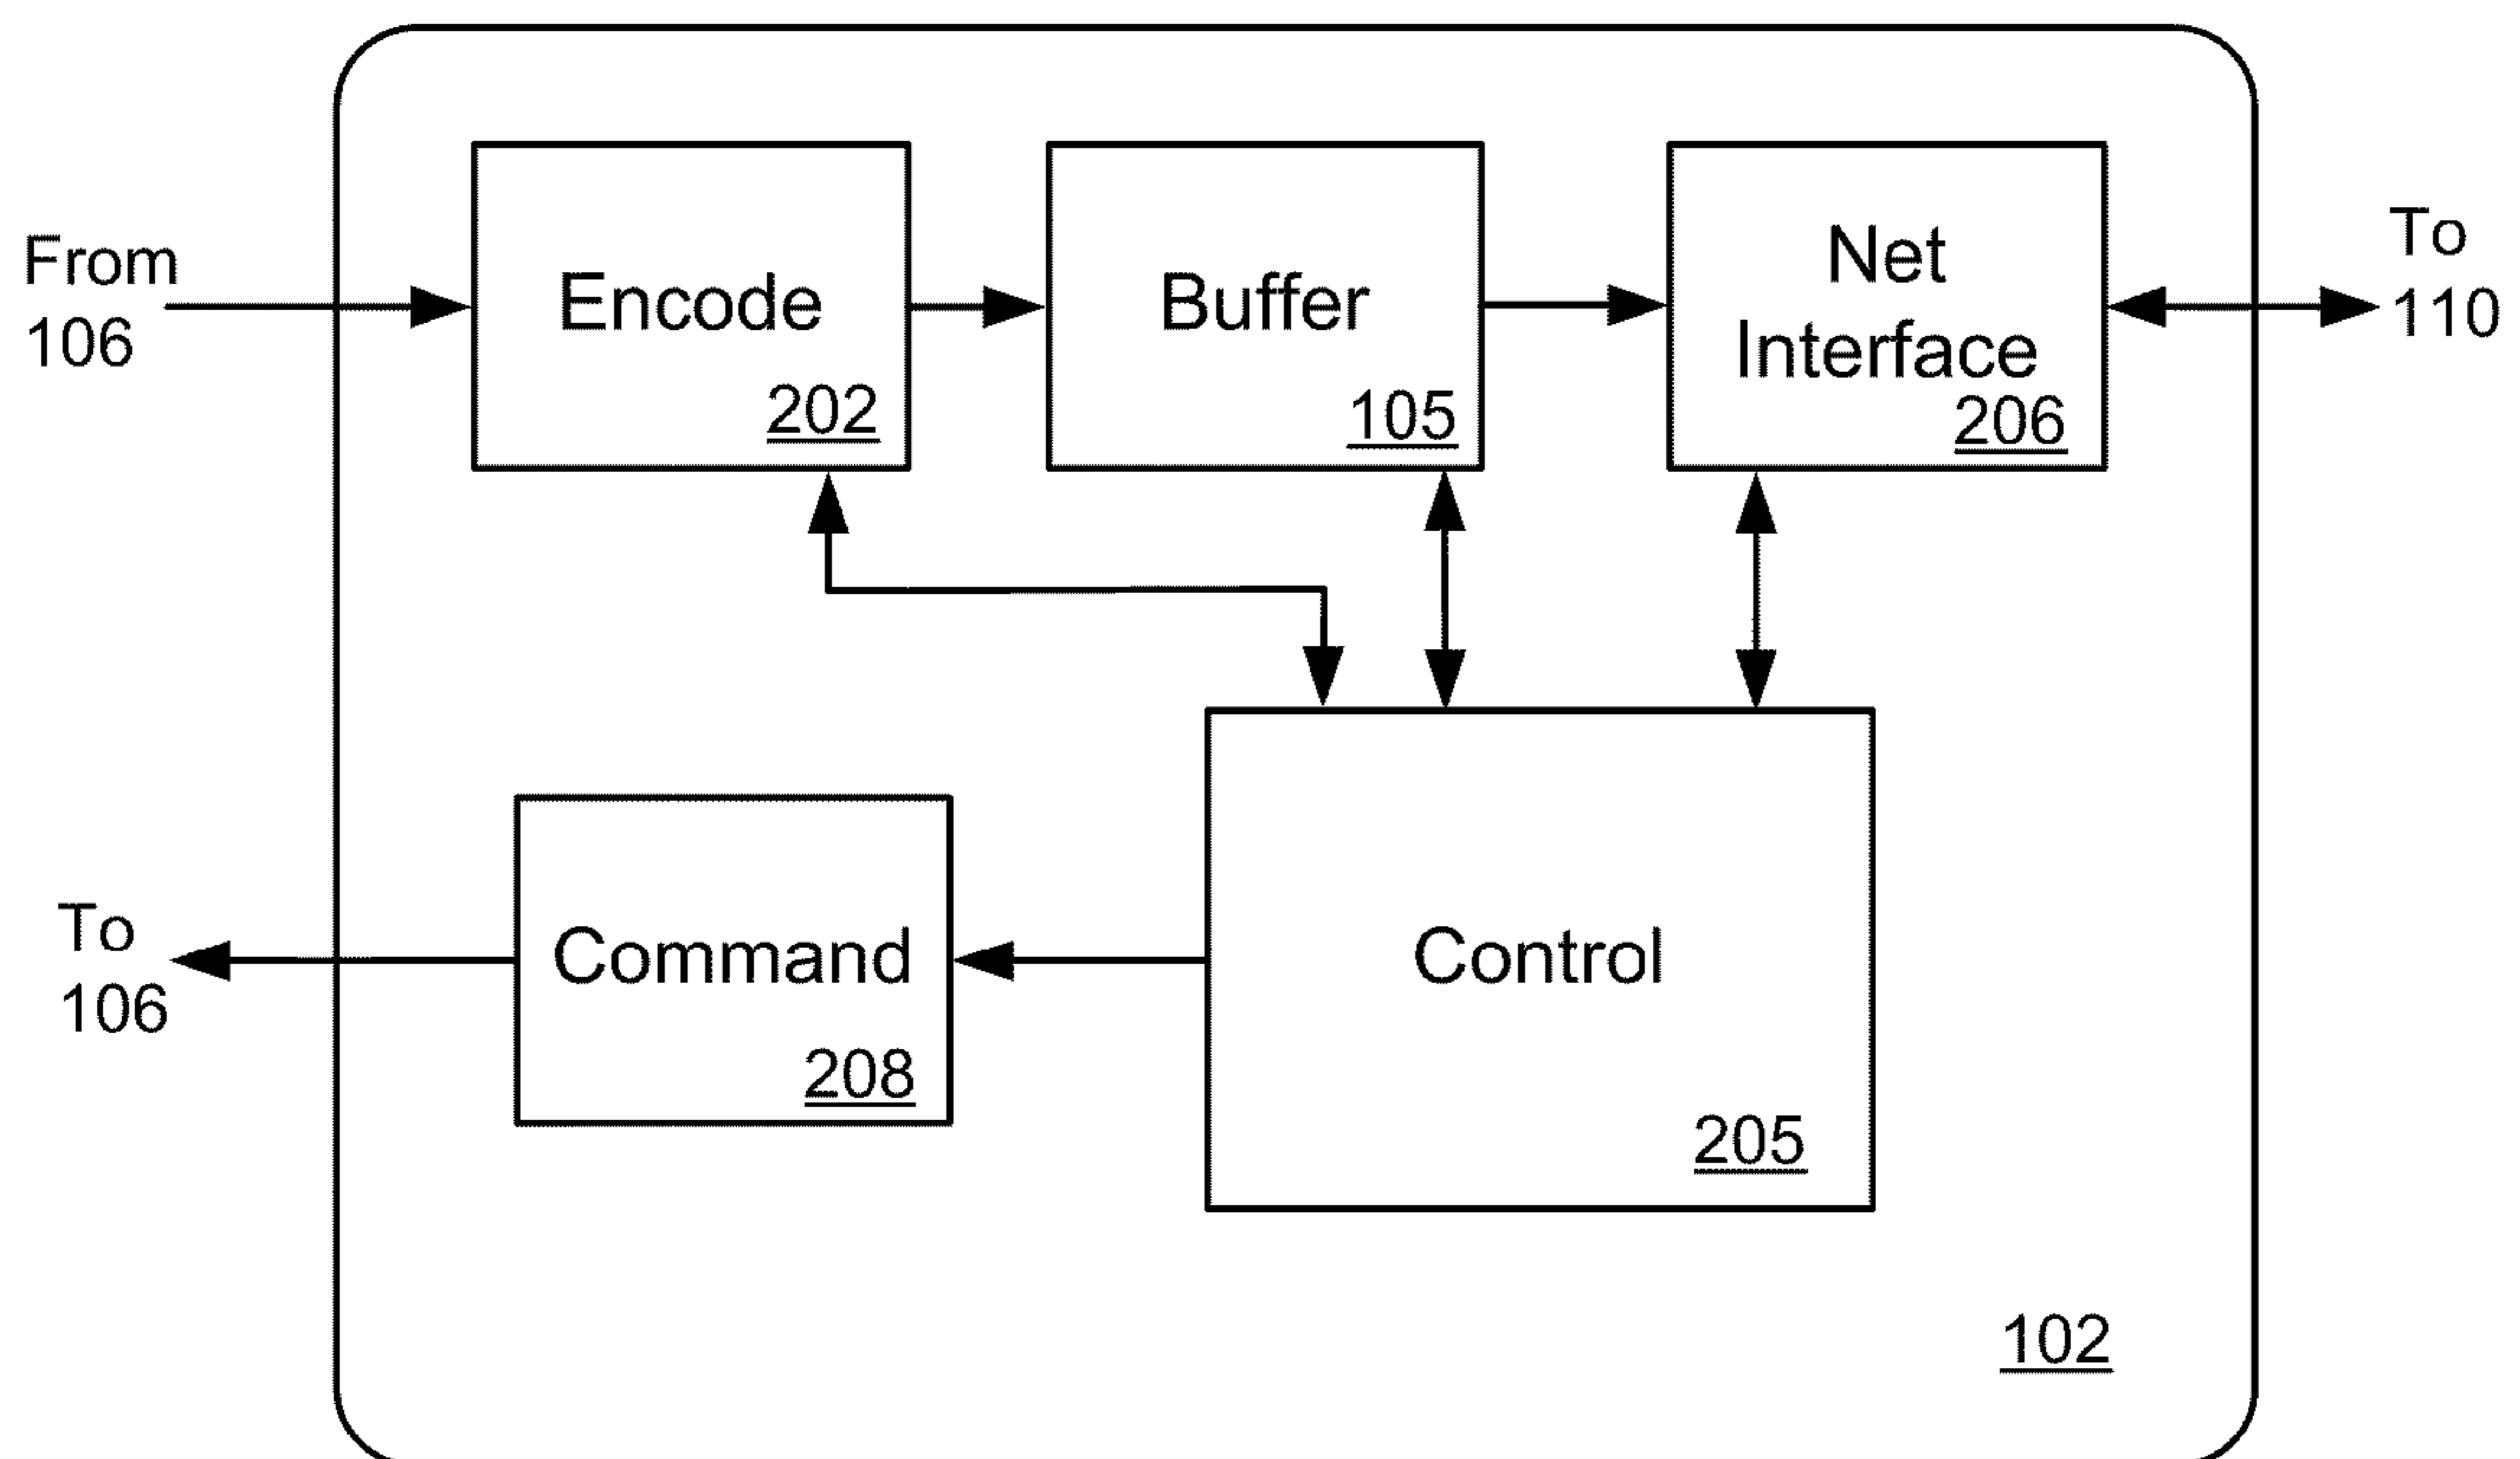 From
106
Encode
202
Buffer
105
Net
Interface
206
To
110
To
106
Command
208
Control
205
102